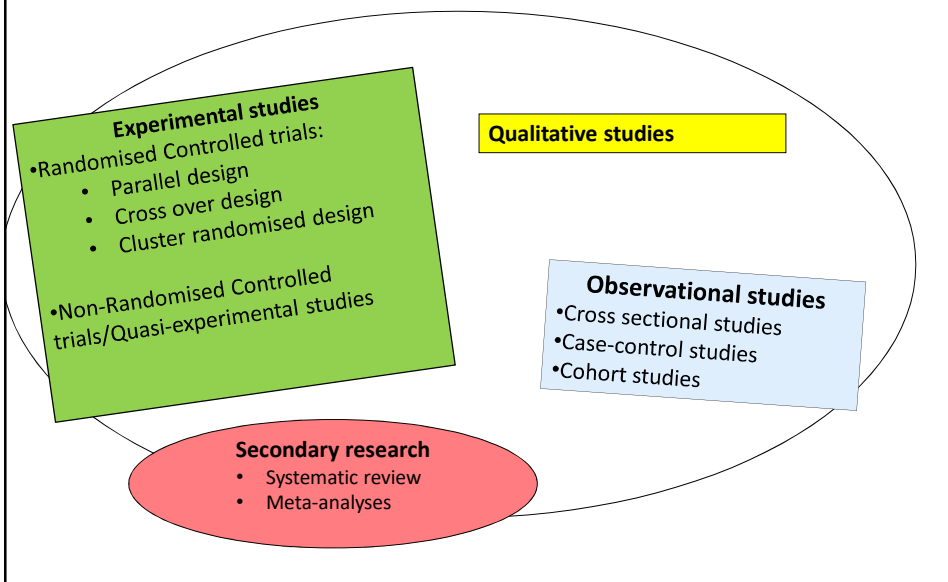 Experimental studies
•Randomised Controlled trials:
• Parallel design
• Cross over design
• Cluster randomised design
•Non-Randomised Controlled
trials/Quasi-experimental studies
Qualitative studies
Observational studies
•Cross sectional studies
•Case-control studies
•Cohort studies
Secondary research
• Systematic review
• Meta-analyses